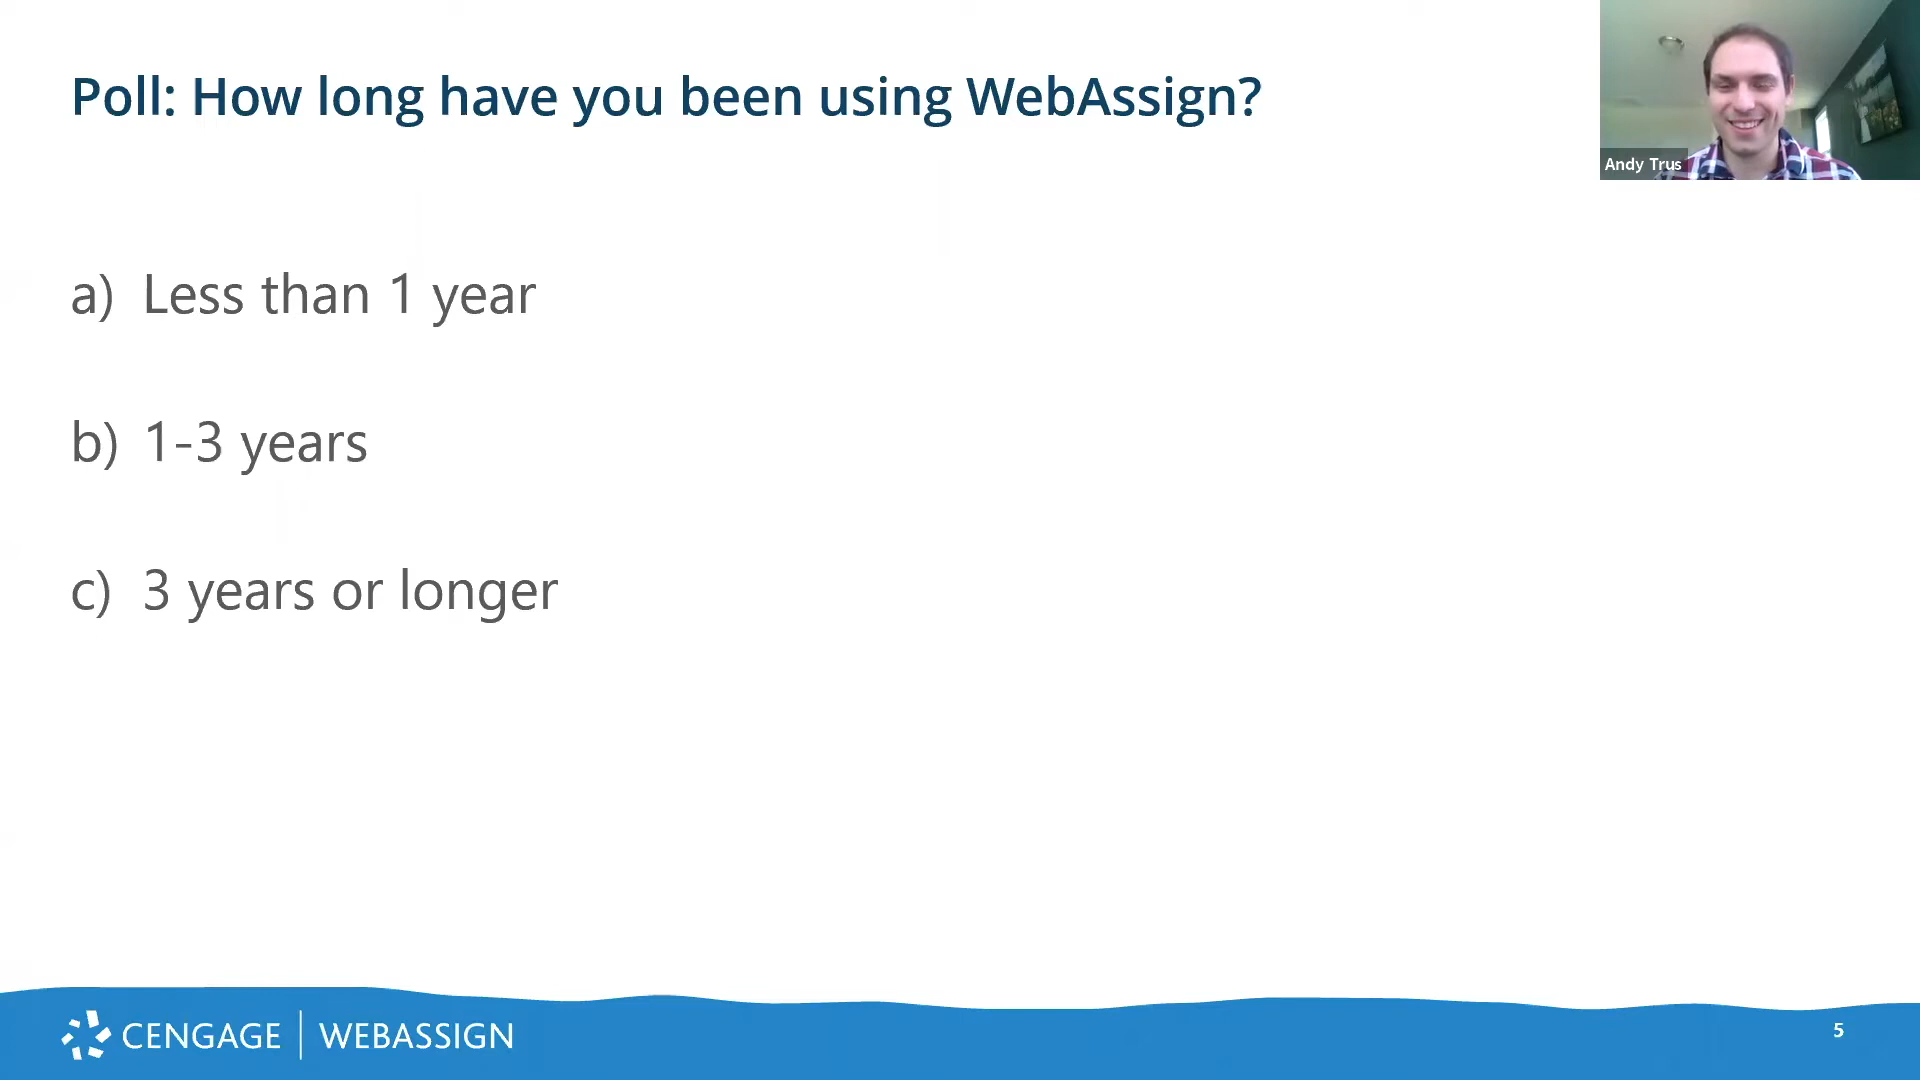 Poll: How long have you been using WebAssign?
Andy Trus
a) Less than 1 year
b) 1-3 years
c) 3 years or longer
CENGAGE | WEBASSIGN
5